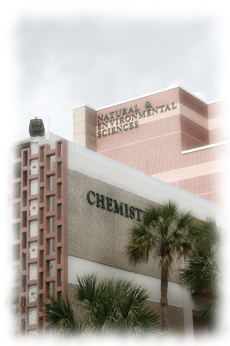 NATURAL &
ENVIRONMENTAL
SCIENCES
CHEMIST